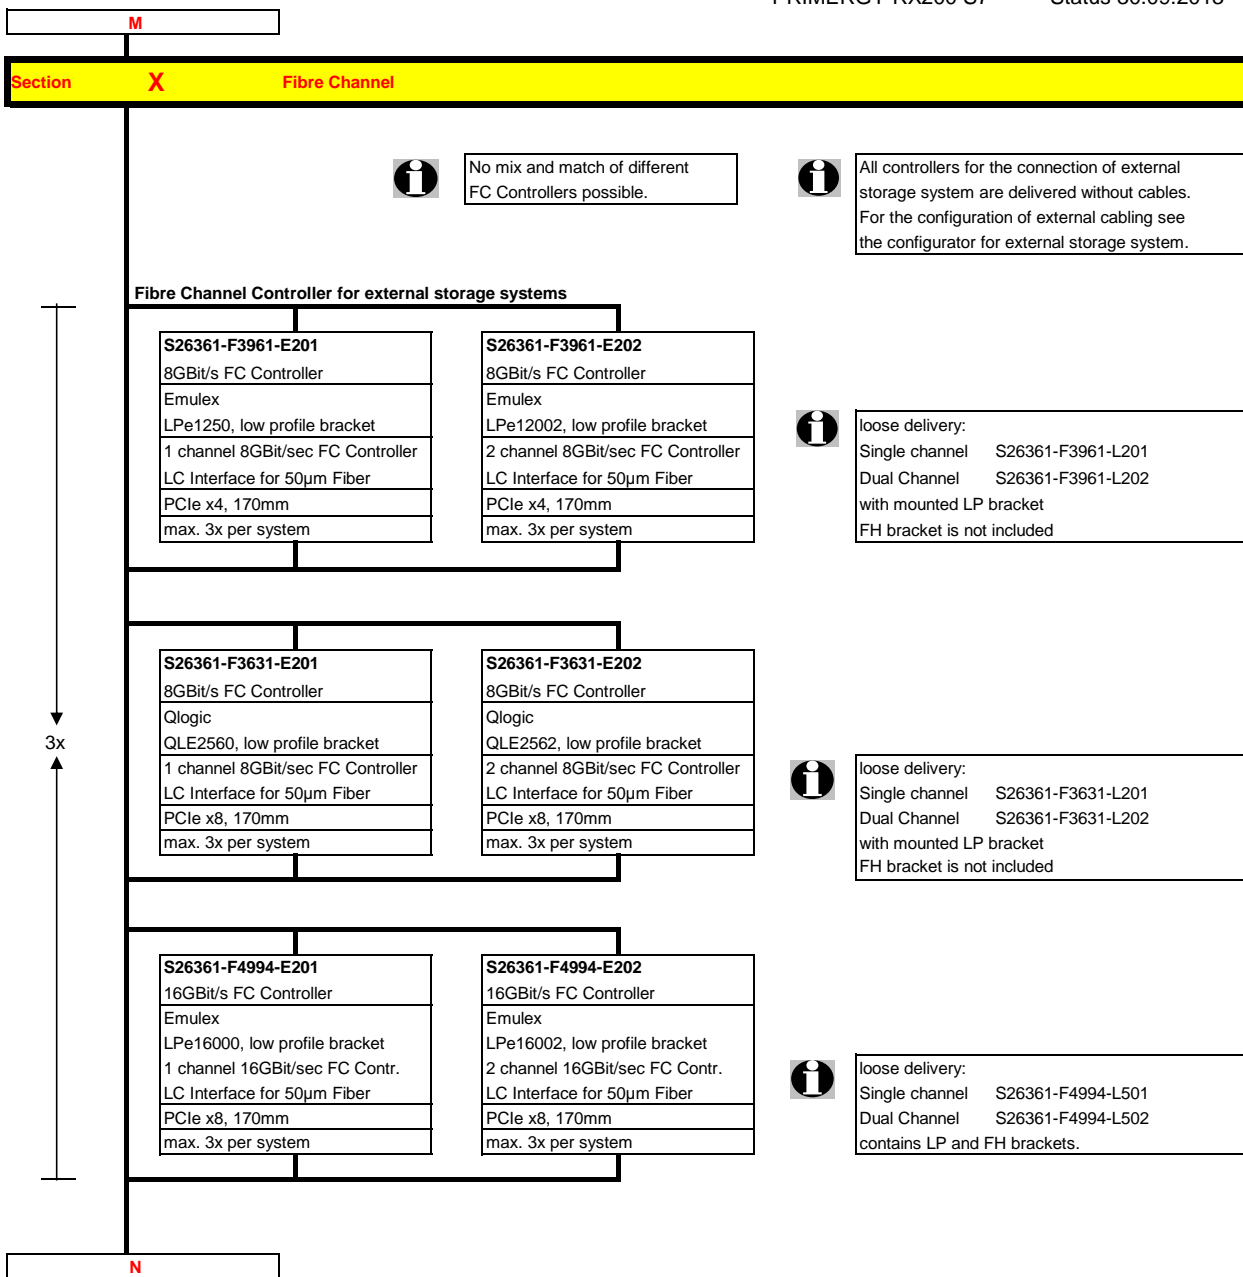 PRIMERGY RX200 S7 Status 30.09.2013
M
Section X Fibre Channel
No mix and match of different
FC Controllers possible.
All controllers for the connection of external
storage system are delivered without cables.
For the configuration of external cabling see
the configurator for external storage system.
Fibre Channel Controller for external storage systems
S26361-F3961-E201
8GBit/s FC Controller
Emulex
LPe1250, low profile bracket
1 channel 8GBit/sec FC Controller
LC Interface for 50µm Fiber
PCIe x4, 170mm
max. 3x per system
S26361-F3961-E202
8GBit/s FC Controller
Emulex
LPe12002, low profile bracket
2 channel 8GBit/sec FC Controller
LC Interface for 50µm Fiber
PCIe x4, 170mm
max. 3x per system
loose delivery:
Single channel S26361-F3961-L201
Dual Channel S26361-F3961-L202
with mounted LP bracket
FH bracket is not included
3x
S26361-F3631-E201
8GBit/s FC Controller
Qlogic
QLE2560, low profile bracket
1 channel 8GBit/sec FC Controller
LC Interface for 50µm Fiber
PCIe x8, 170mm
max. 3x per system
S26361-F3631-E202
8GBit/s FC Controller
Qlogic
QLE2562, low profile bracket
2 channel 8GBit/sec FC Controller
LC Interface for 50µm Fiber
PCIe x8, 170mm
max. 3x per system
loose delivery:
Single channel S26361-F3631-L201
Dual Channel S26361-F3631-L202
with mounted LP bracket
FH bracket is not included
S26361-F4994-E201
16GBit/s FC Controller
Emulex
LPe16000, low profile bracket
1 channel 16GBit/sec FC Contr.
LC Interface for 50µm Fiber
PCIe x8, 170mm
max. 3x per system
S26361-F4994-E202
16GBit/s FC Controller
Emulex
LPe16002, low profile bracket
2 channel 16GBit/sec FC Contr.
LC Interface for 50µm Fiber
PCIe x8, 170mm
max. 3x per system
loose delivery:
Single channel S26361-F4994-L501
Dual Channel S26361-F4994-L502
contains LP and FH brackets.
N